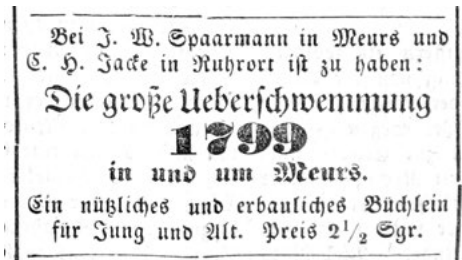 Bei J. W. Spaarmann in Meurs und
C. H. Jacke in Ruhrort ist zu haben:
Die große Ueberschwemmung
1799
in und um Meurs.
Ein nützliches und erbauliches Büchlein
für Jung und Alt. Preis 2½ Sgr.